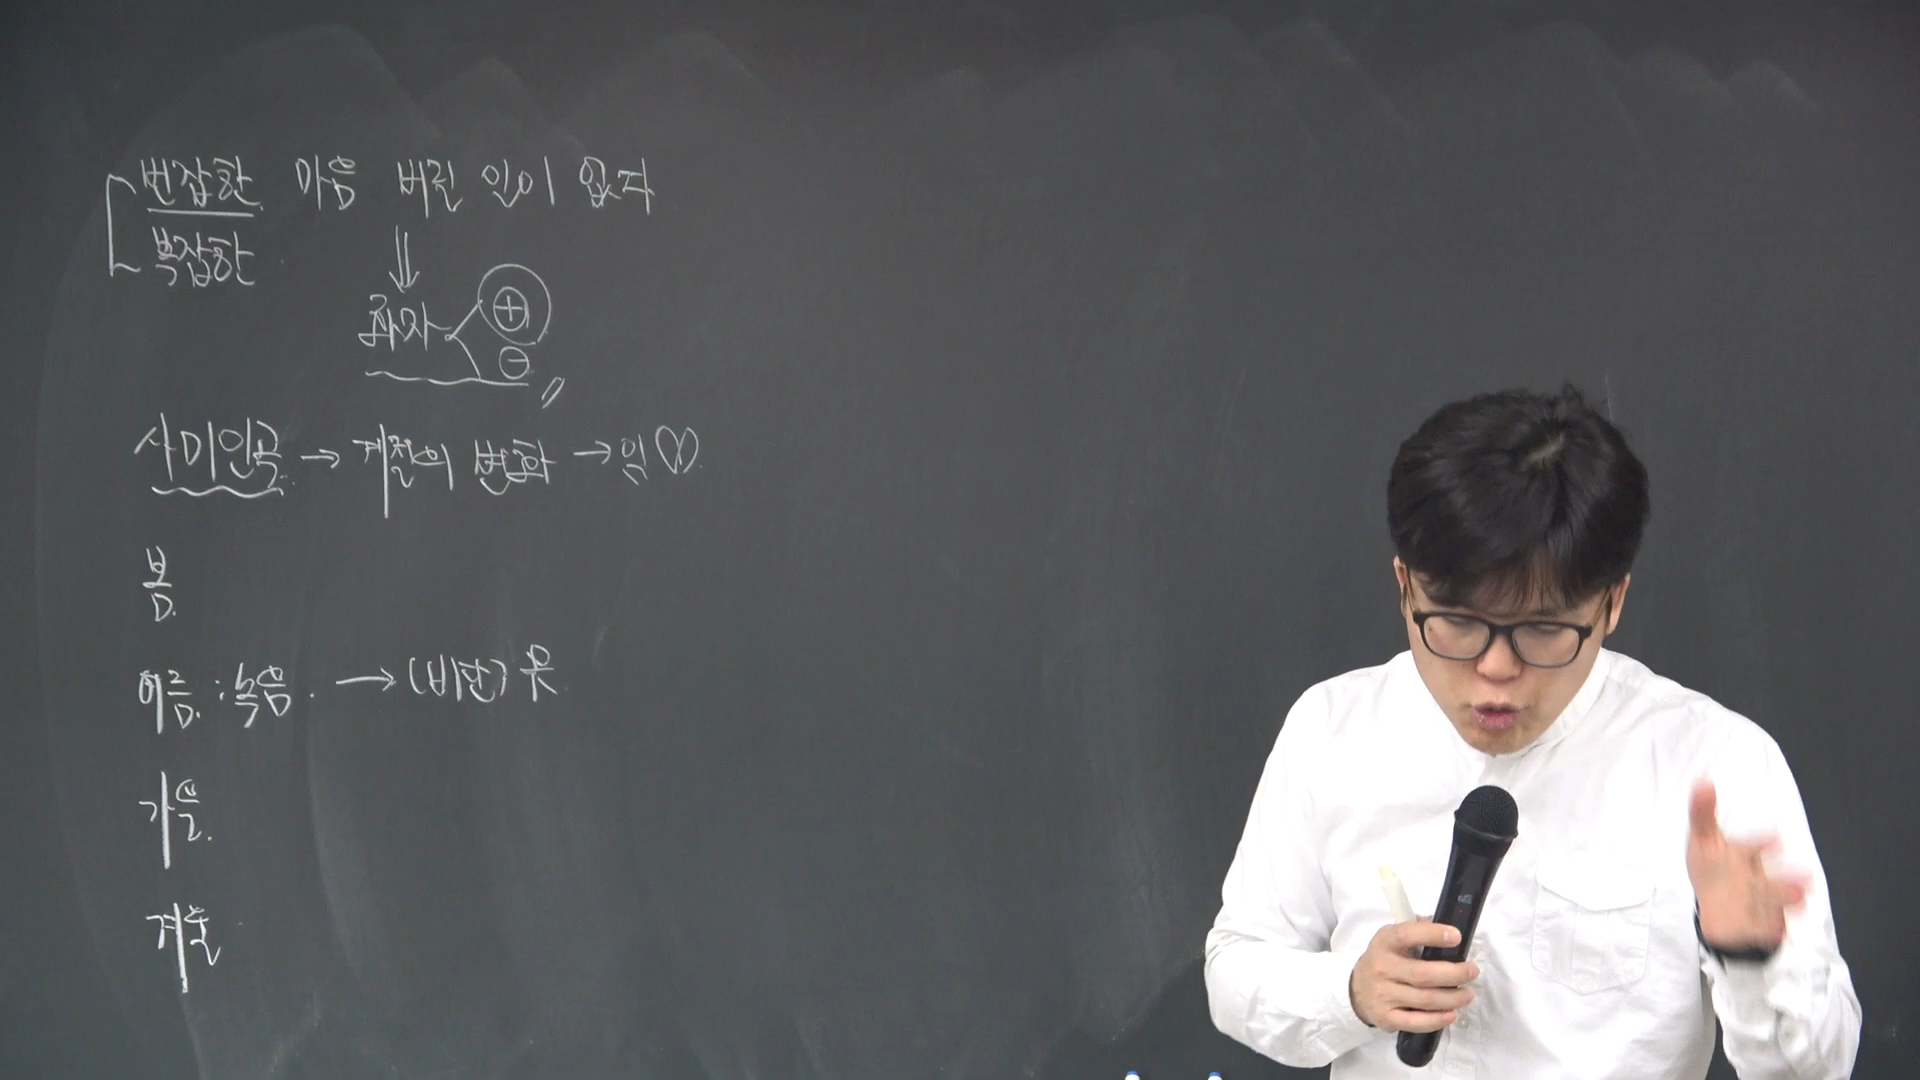 번잡한 마음 버린 일이 없다
복잡한
⇓
화자 < ⊕
⊖
사미인곡 → 계절의 변화 → 임♡
봄
여름 : 녹음. → (비단) 옷
가을.
겨울